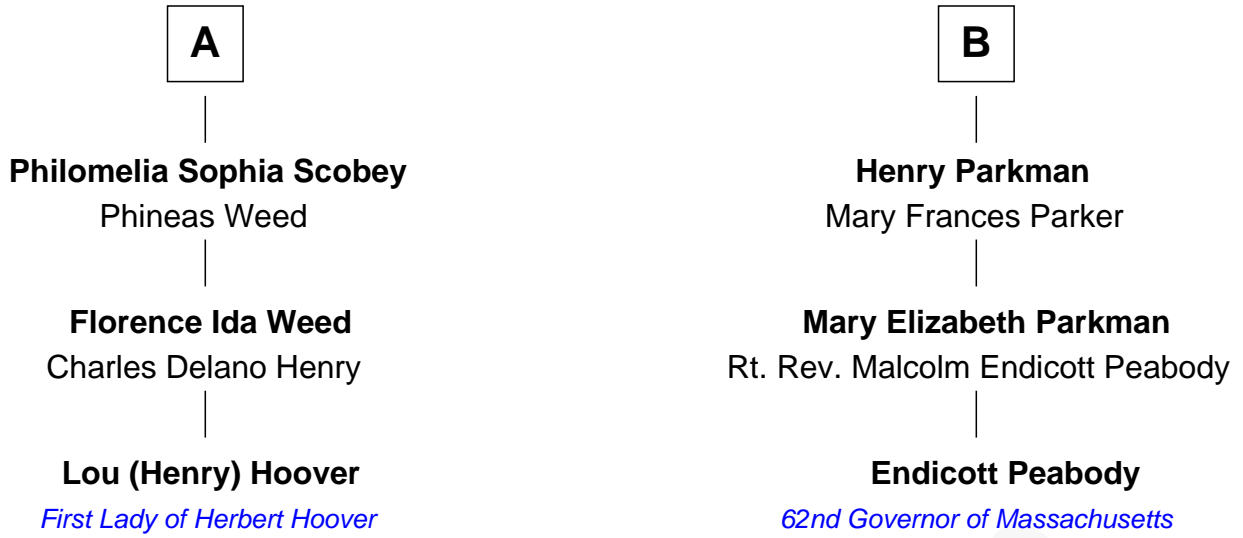 A
Philomelia Sophia Scobey
Phineas Weed
Florence Ida Weed
Charles Delano Henry
Lou (Henry) Hoover
First Lady of Herbert Hoover
B
Henry Parkman
Mary Frances Parker
Mary Elizabeth Parkman
Rt. Rev. Malcolm Endicott Peabody
Endicott Peabody
62nd Governor of Massachusetts